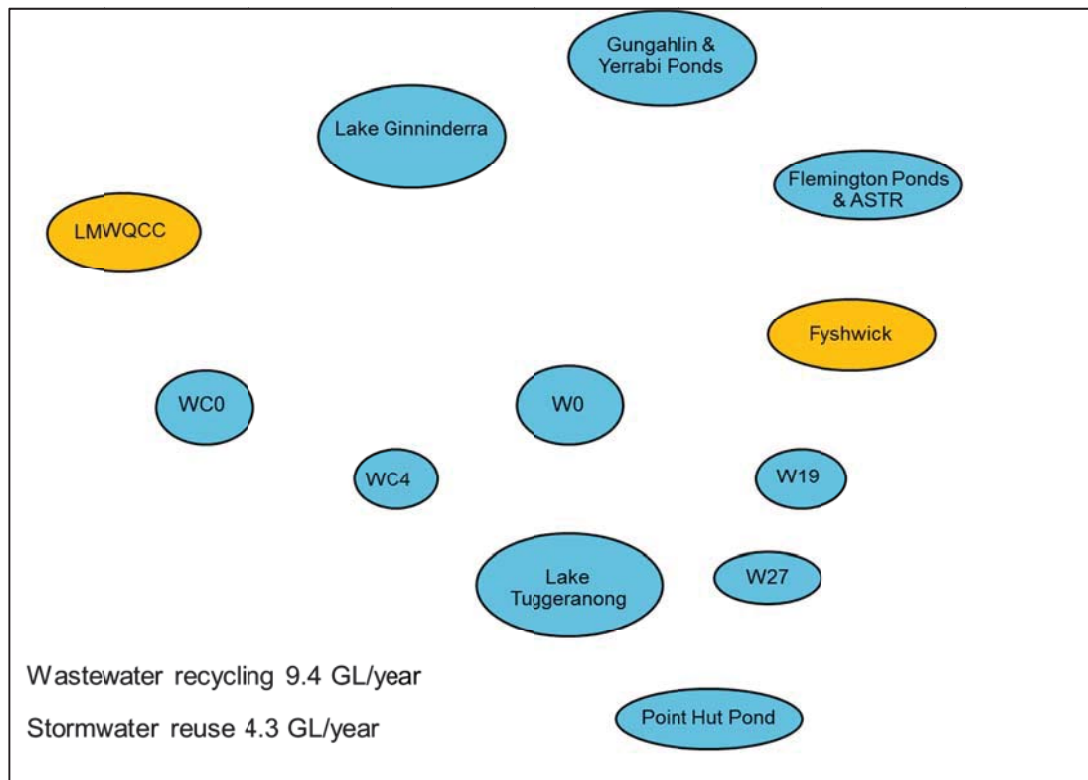 Gungahlin &
Yerrabi Ponds
Lake Ginninderra
Flemington Ponds
& ASTR
LMWQCC
Fyshwick
WC0
W0
WC4
W19
Lake
Tuggeranong
W27
Wastewater recycling 9.4 GL/year
Stormwater reuse 4.3 GL/year
Point Hut Pond